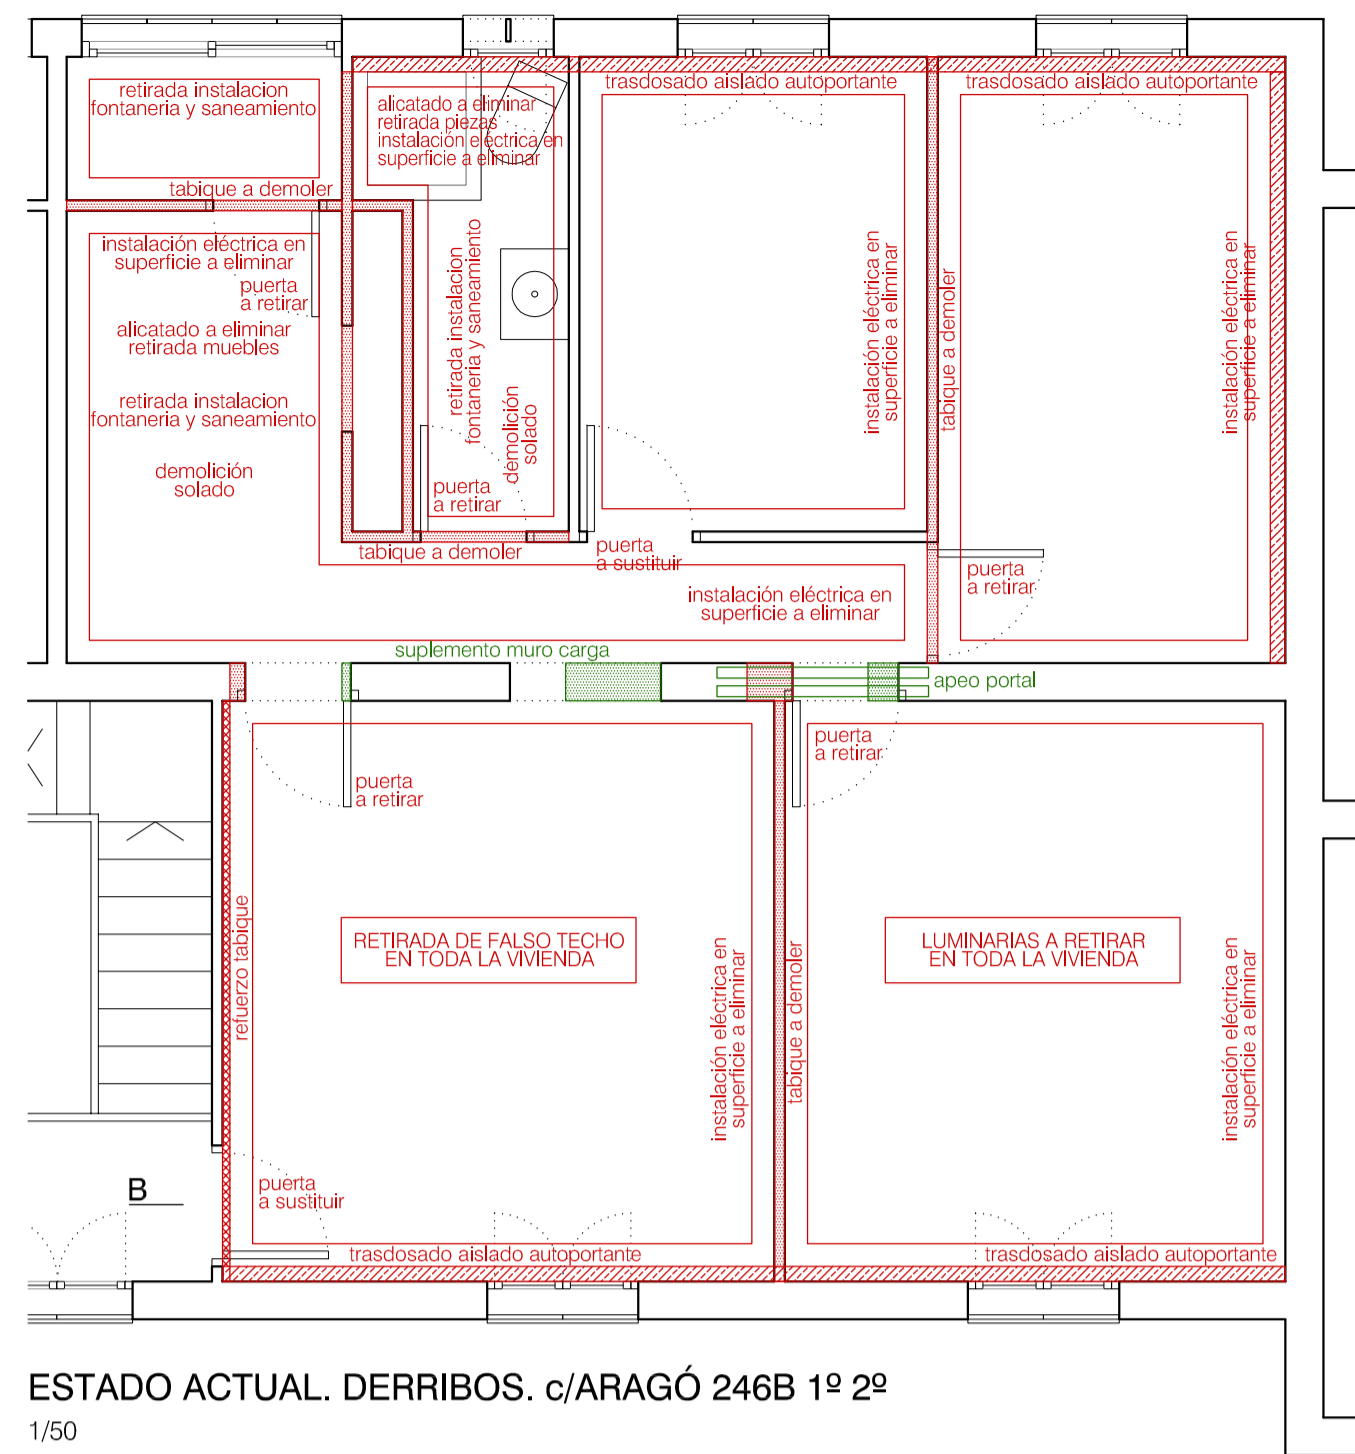 retirada instalacion
fontaneria y saneamiento
alicatado a eliminar
retirada piezas
instalación eléctrica en
superficie a eliminar
trasdosado aislado autoportante
trasdosado aislado autoportante
tabique a demoler
instalación eléctrica en
superficie a eliminar
puerta
a retirar
alicatado a eliminar
retirada muebles
retirada instalacion
fontaneria y saneamiento
demolición
solado
retirada instalacion
fontaneria y saneamiento
demolición
solado
puerta
a retirar
tabique a demoler
instalación eléctrica en
superficie a eliminar
tabique a demoler
instalación eléctrica en
superficie a eliminar
puerta
a sustituir
puerta
a retirar
instalación eléctrica en
superficie a eliminar
suplemento muro carga
apeo portal
puerta
a retirar
puerta
a retirar
refuerzo tabique
RETIRADA DE FALSO TECHO
EN TODA LA VIVIENDA
instalación eléctrica en
superficie a eliminar
tabique a demoler
LUMINARIAS A RETIRAR
EN TODA LA VIVIENDA
instalación eléctrica en
superficie a eliminar
B
puerta
a sustituir
trasdosado aislado autoportante
trasdosado aislado autoportante
ESTADO ACTUAL. DERRIBOS. c/ARAGÓ 246B 1º 2º
1/50